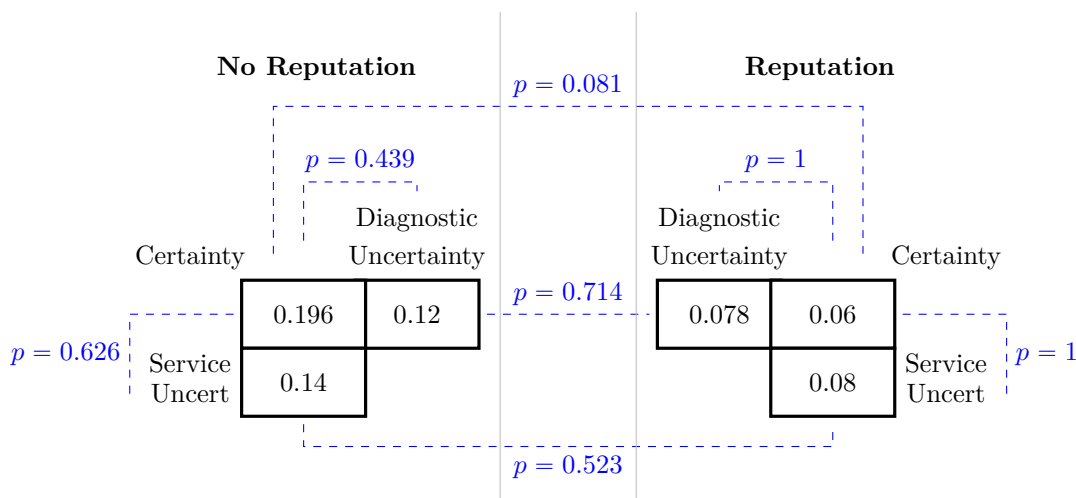 No Reputation
Reputation
p = 0.081
p = 0.439
p = 1
Diagnostic
Uncertainty
Diagnostic
Uncertainty
Certainty
Certainty
0.196
0.12
p = 0.714
0.078
0.06
p = 0.626
Service
Uncert
0.14
0.08
Service
Uncert
p = 1
p = 0.523